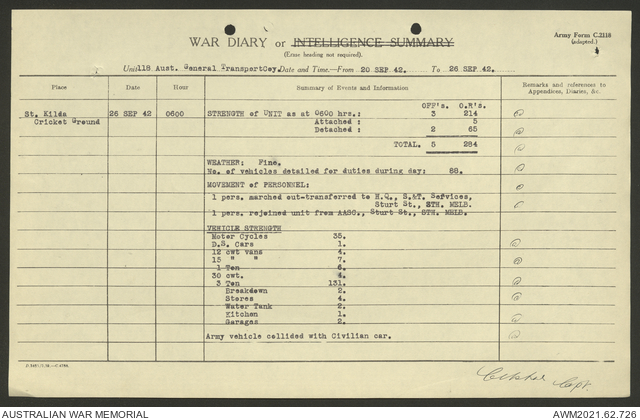 Army Form C.2118
(adapted.)
WAR DIARY or INTELLIGENCE SUMMARY
(Erase heading not required).
Unit 118 Aust. General Transport Coy. Date and Time.—From 20 SEP 42. To 26 SEP 42.
Place Date Hour Summary of Events and Information Remarks and references to Appendices, Diaries, &c.
St. Kilda 26 SEP 42 0600 STRENGTH of UNIT as at 0600 hrs.: OFF's. O.R's.
Cricket Ground 3 214
Attached : 5
Detached : 2 65
TOTAL. 5 284
WEATHER: Fine.
No. of vehicles detailed for duties during day: 88.
MOVEMENT OF PERSONNEL:
1 pers. marched out-transferred to H.Q., S.&T. Services,
Sturt St., STH. MELB.
1 pers. rejoined unit from AASC., Sturt St., STH. MELB.
VEHICLE STRENGTH
Motor Cycles 35.
D.S. Cars 1.
12 cwt vans 4.
15 " " 7.
1 Ton 6.
30 cwt. 4.
3 Ton 131.
Breakdown 2.
Stores 4.
Water Tank 2.
Kitchen 1.
Garages 2.
Army vehicle collided with Civilian car.
Capt.
AUSTRALIAN WAR MEMORIAL
AWM2021.62.726